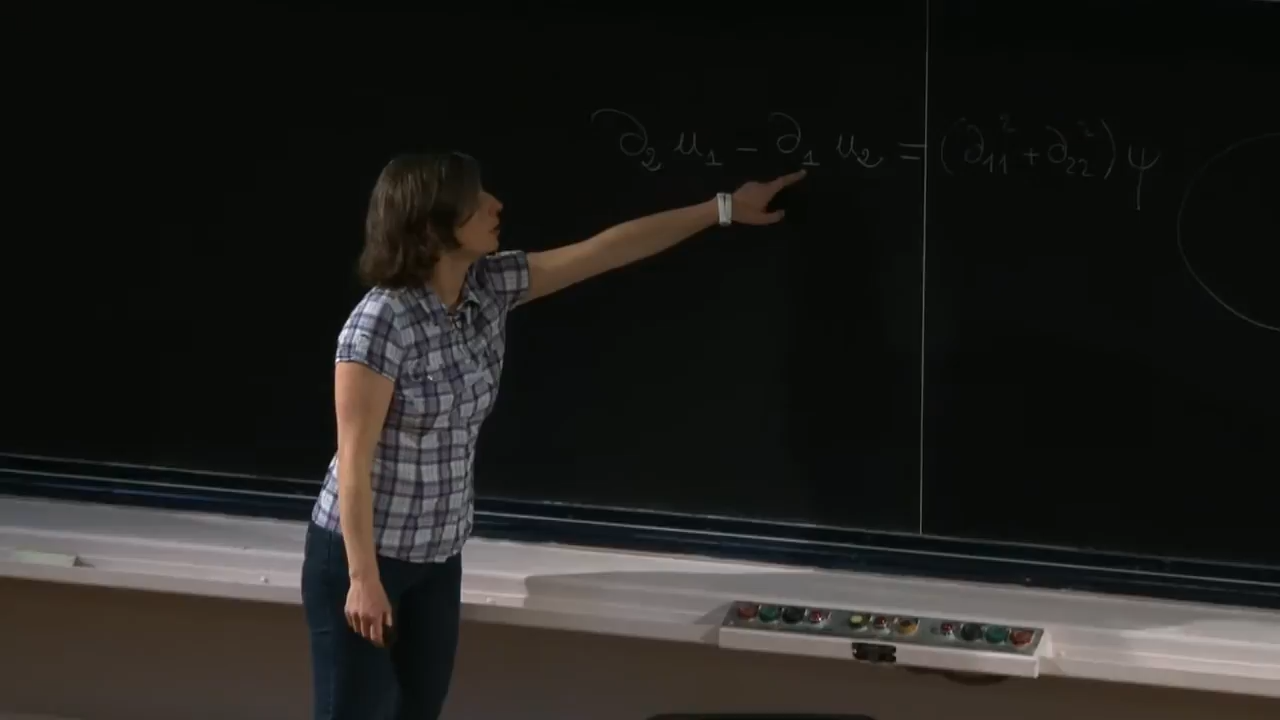 ∂₂ u₁ − ∂₁ u₂ = (∂²₁₁ + ∂²₂₂) ψ